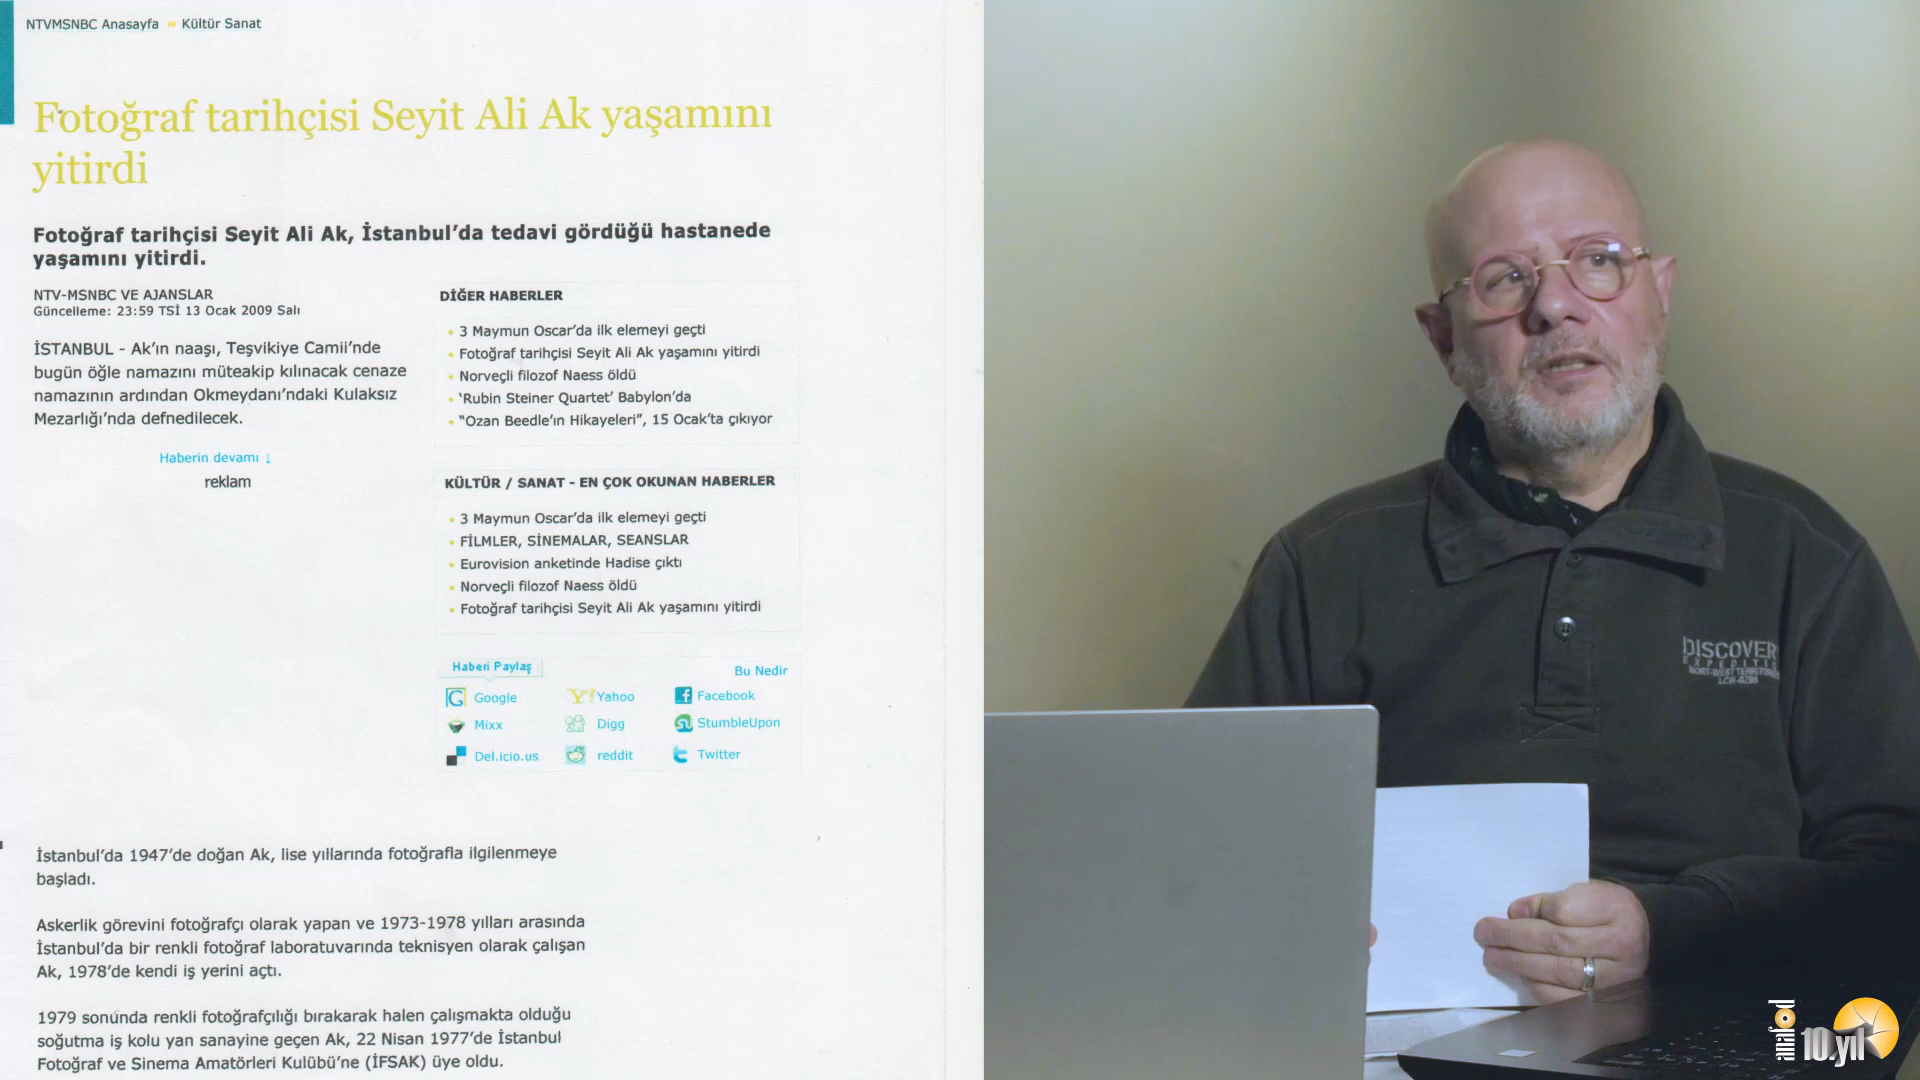 NTVMSNBC Anasayfa » Kültür Sanat
Fotoğraf tarihçisi Seyit Ali Ak yaşamını
yitirdi
Fotoğraf tarihçisi Seyit Ali Ak, İstanbul’da tedavi gördüğü hastanede
yaşamını yitirdi.
NTV-MSNBC VE AJANSLAR
Güncelleme: 23:59 TSİ 13 Ocak 2009 Salı
İSTANBUL - Ak’ın naaşı, Teşvikiye Camii’nde
bugün öğle namazını müteakip kılınacak cenaze
namazının ardından Okmeydanı’ndaki Kulaksız
Mezarlığı’nda defnedilecek.
Haberin devamı ↓
reklam
DİĞER HABERLER
3 Maymun Oscar’da ilk elemeyi geçti
Fotoğraf tarihçisi Seyit Ali Ak yaşamını yitirdi
Norveçli filozof Naess öldü
‘Rubin Steiner Quartet’ Babylon’da
“Ozan Beedle’ın Hikayeleri”, 15 Ocak’ta çıkıyor
KÜLTÜR / SANAT - EN ÇOK OKUNAN HABERLER
3 Maymun Oscar’da ilk elemeyi geçti
FİLMLER, SİNEMALAR, SEANSLAR
Eurovision anketinde Hadise çıktı
Norveçli filozof Naess öldü
Fotoğraf tarihçisi Seyit Ali Ak yaşamını yitirdi
Haberi Paylaş
Bu Nedir
Google Yahoo Facebook
Mixx Digg StumbleUpon
Del.icio.us reddit Twitter
İstanbul’da 1947’de doğan Ak, lise yıllarında fotoğrafla ilgilenmeye
başladı.
Askerlik görevini fotoğrafçı olarak yapan ve 1973-1978 yılları arasında
İstanbul’da bir renkli fotoğraf laboratuvarında teknisyen olarak çalışan
Ak, 1978’de kendi iş yerini açtı.
1979 sonunda renkli fotoğrafçılığı bırakarak halen çalışmakta olduğu
soğutma iş kolu yan sanayine geçen Ak, 22 Nisan 1977’de İstanbul
Fotoğraf ve Sinema Amatörleri Kulübü’ne (İFSAK) üye oldu.
DISCOVER
EXPEDITIO
NORT-WEST TERRITORIES
anafod
10.yıl